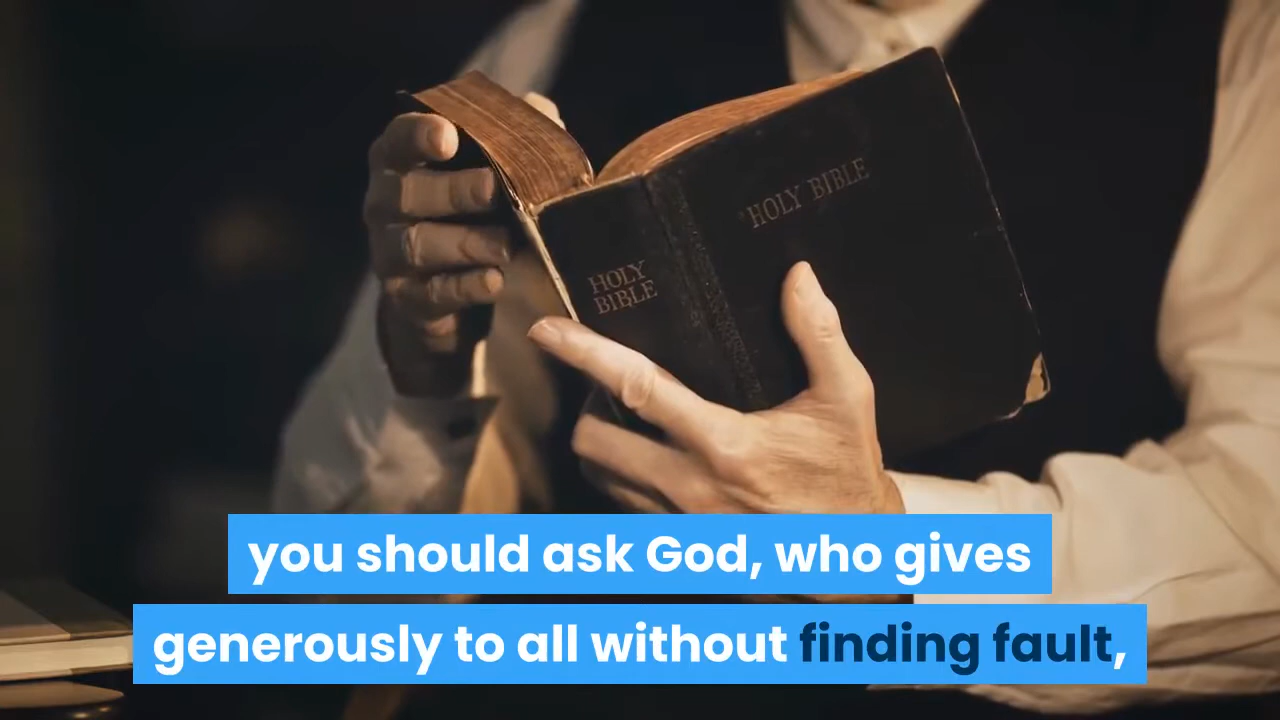 HOLY BIBLE
HOLY
BIBLE
you should ask God, who gives
generously to all without finding fault,